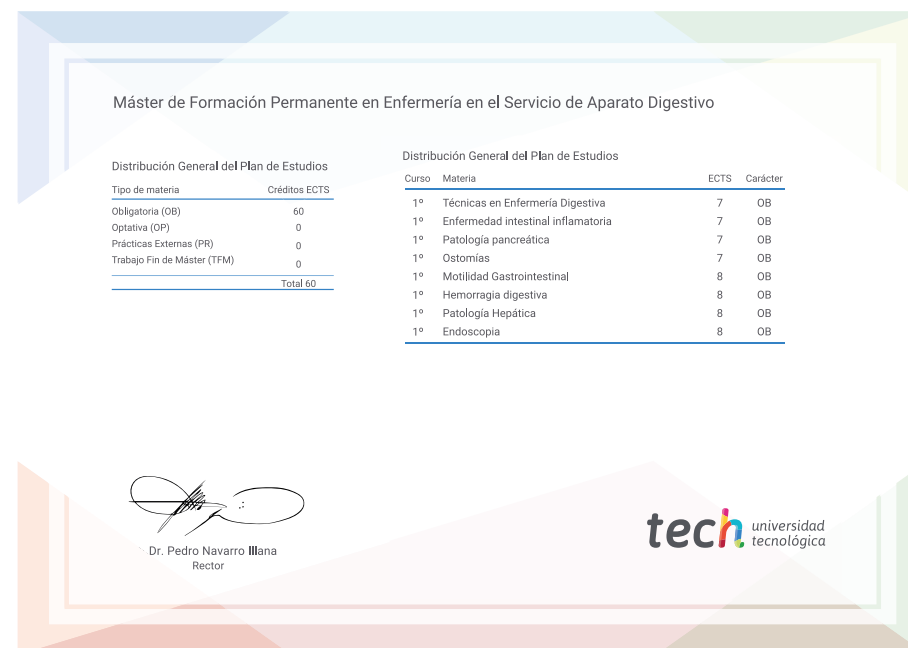 Máster de Formación Permanente en Enfermería en el Servicio de Aparato Digestivo
Distribución General del Plan de Estudios
Tipo de materia Créditos ECTS
Obligatoria (OB) 60
Optativa (OP) 0
Prácticas Externas (PR) 0
Trabajo Fin de Máster (TFM) 0
Total 60
Distribución General del Plan de Estudios
Curso Materia ECTS Carácter
1º Técnicas en Enfermería Digestiva 7 OB
1º Enfermedad intestinal inflamatoria 7 OB
1º Patología pancreática 7 OB
1º Ostomías 7 OB
1º Motilidad Gastrointestinal 8 OB
1º Hemorragia digestiva 8 OB
1º Patología Hepática 8 OB
1º Endoscopia 8 OB
Dr. Pedro Navarro Illana
Rector
tech universidad
tecnológica